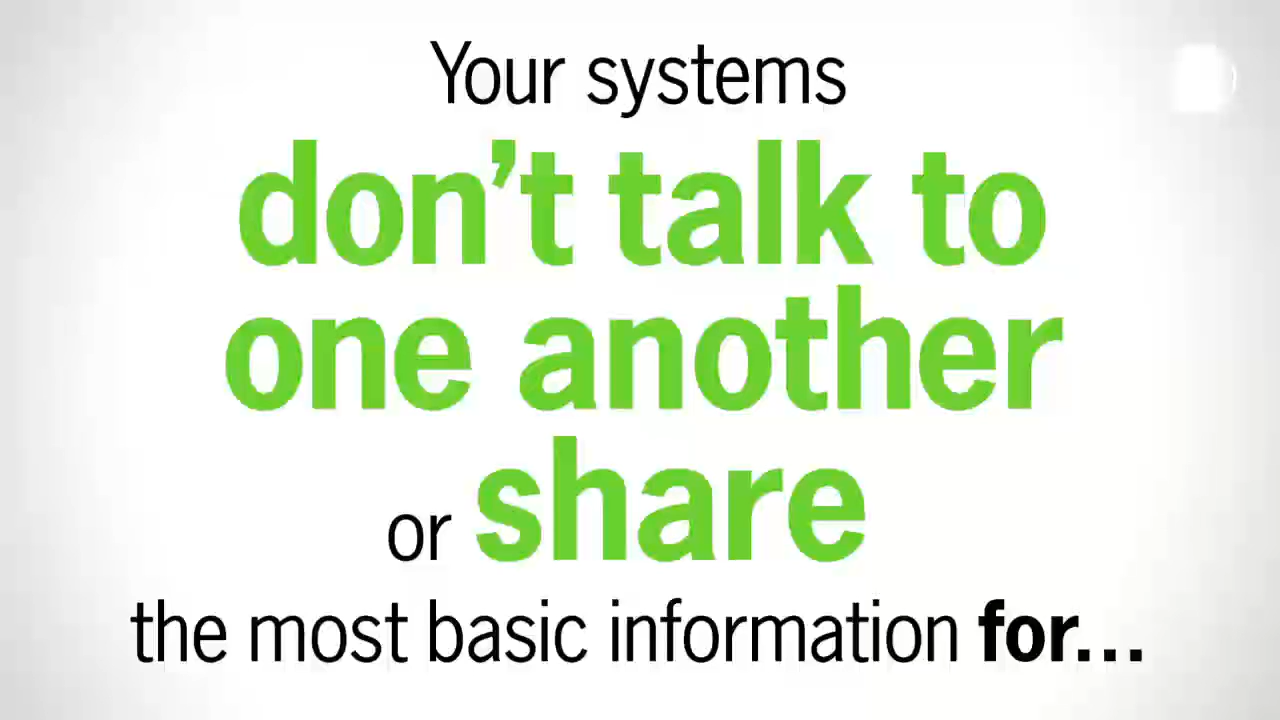 Your systems
don’t talk to
one another
or share
the most basic information for...